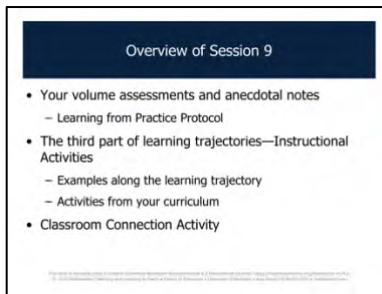 Overview of Session 9
• Your volume assessments and anecdotal notes
– Learning from Practice Protocol
• The third part of learning trajectories—Instructional
Activities
– Examples along the learning trajectory
– Activities from your curriculum
• Classroom Connection Activity